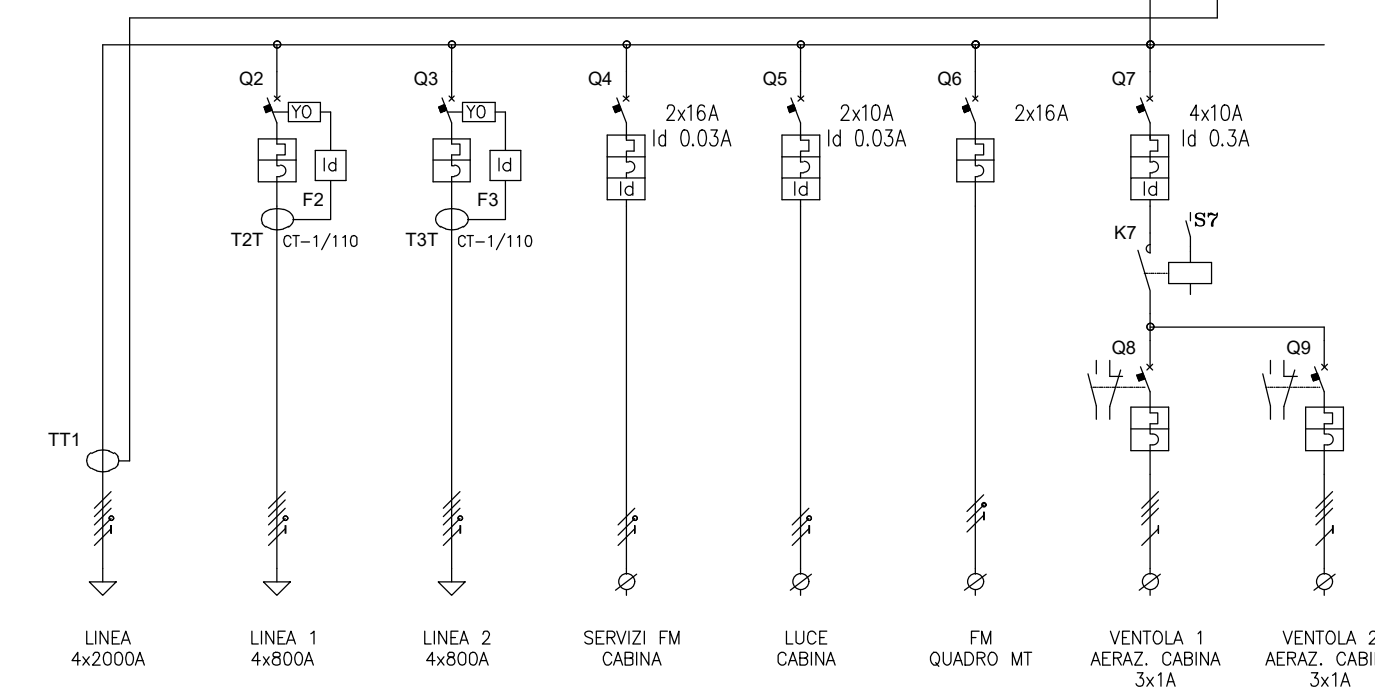 Q2
Q3
Q4
Q5
Q6
Q7
YO
YO
2x16A
Id 0.03A
2x10A
Id 0.03A
2x16A
4x10A
Id 0.3A
Id
Id
Id
Id
Id
F2
F3
T2T CT-1/110
T3T CT-1/110
K7
S7
Q8
Q9
TT1
LINEA
4x2000A
LINEA 1
4x800A
LINEA 2
4x800A
SERVIZI FM
CABINA
LUCE
CABINA
FM
QUADRO MT
VENTOLA 1
AERAZ. CABINA
3x1A
VENTOLA 2
AERAZ. CABI
3x1A